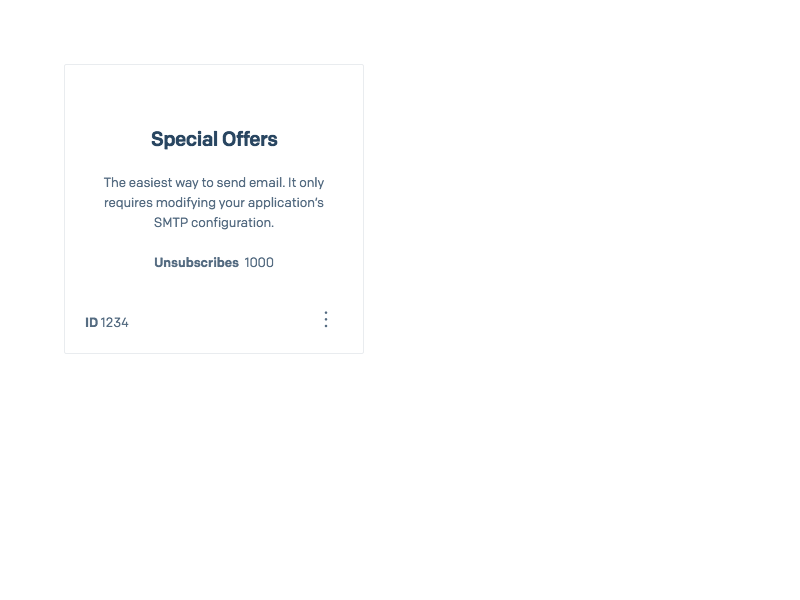 Special Offers
The easiest way to send email. It only
requires modifying your application's
SMTP configuration.
Unsubscribes 1000
ID 1234